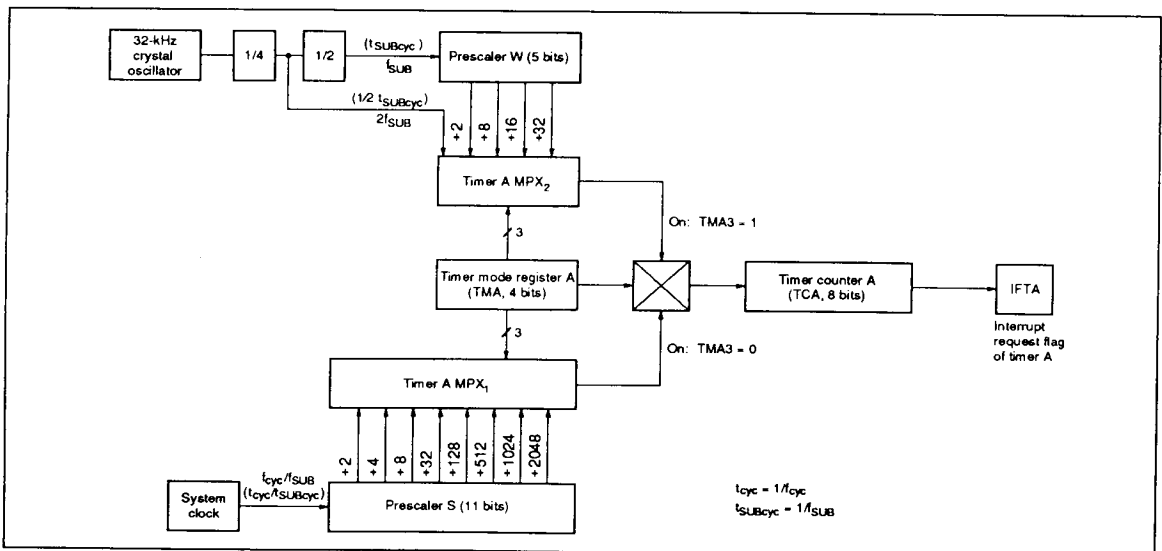 32-kHz
crystal
oscillator
1/4
1/2
(tSUBcyc)
fSUB
Prescaler W (5 bits)
(1/2 tSUBcyc)
2fSUB
÷2
÷8
÷16
÷32
Timer A MPX2
3
On: TMA3 = 1
Timer mode register A
(TMA, 4 bits)
Timer counter A
(TCA, 8 bits)
IFTA
Interrupt
request flag
of timer A
3
On: TMA3 = 0
Timer A MPX1
÷2
÷4
÷8
÷32
÷128
÷512
÷1024
÷2048
System
clock
fcyc/fSUB
(tcyc/tSUBcyc)
Prescaler S (11 bits)
tcyc = 1/fcyc
tSUBcyc = 1/fSUB